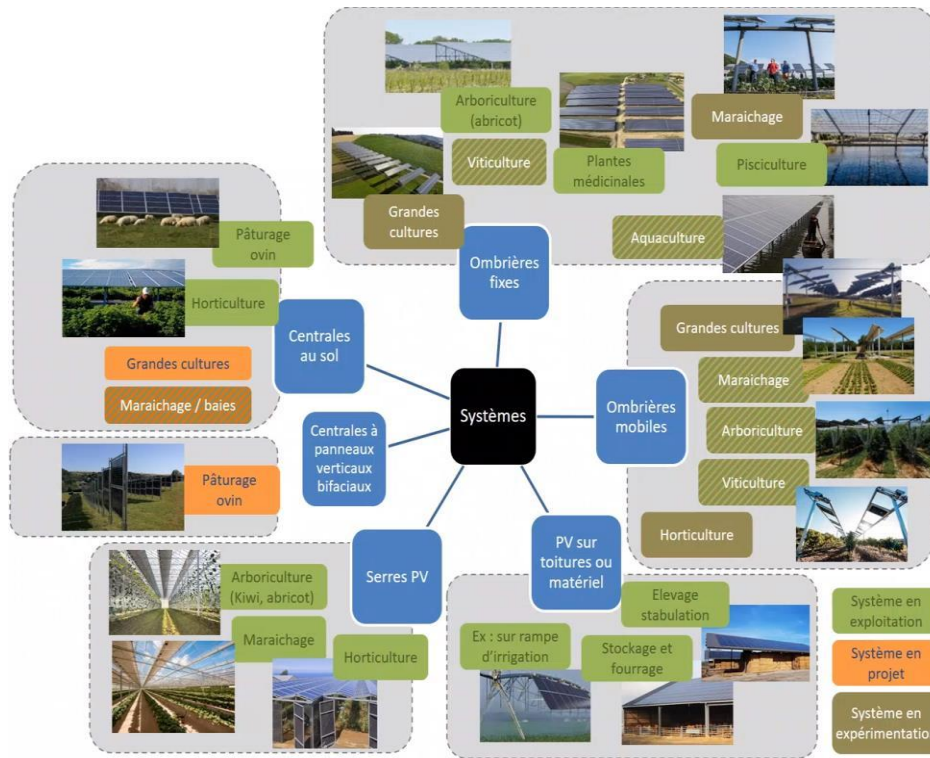 Arboriculture
(abricot)
Maraichage
Viticulture
Plantes
médicinales
Pisciculture
Grandes
cultures
Aquaculture
Ombrières
fixes
Pâturage
ovin
Horticulture
Grandes cultures
Maraichage / baies
Centrales
au sol
Systèmes
Grandes cultures
Maraichage
Arboriculture
Viticulture
Horticulture
Ombrières
mobiles
Centrales à
panneaux
verticaux
bifaciaux
Pâturage
ovin
Serres PV
PV sur
toitures ou
matériel
Arboriculture
(Kiwi, abricot)
Maraichage
Horticulture
Elevage
stabulation
Ex : sur rampe
d'irrigation
Stockage et
fourrage
Système en
exploitation
Système en
projet
Système en
expérimentation